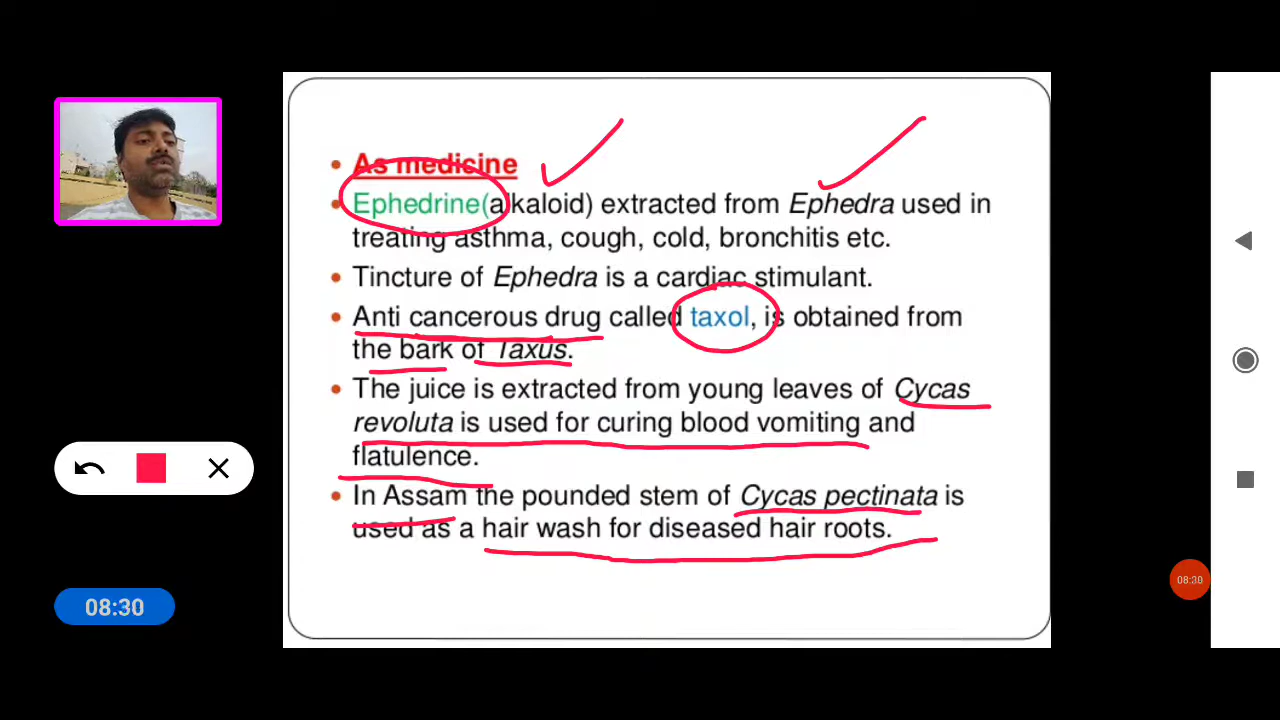 As medicine
Ephedrine(alkaloid) extracted from Ephedra used in
treating asthma, cough, cold, bronchitis etc.
Tincture of Ephedra is a cardiac stimulant.
Anti cancerous drug called taxol, is obtained from
the bark of Taxus.
The juice is extracted from young leaves of Cycas
revoluta is used for curing blood vomiting and
flatulence.
In Assam the pounded stem of Cycas pectinata is
used as a hair wash for diseased hair roots.
08:30
08:30